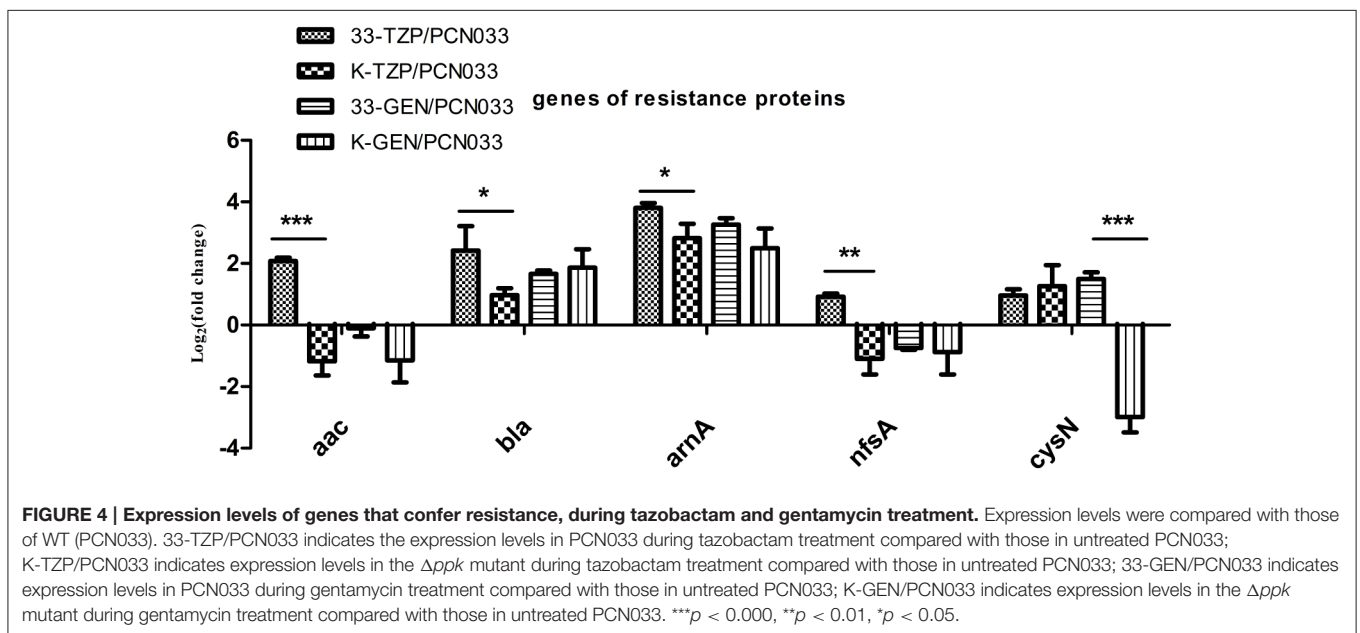 33-TZP/PCN033
K-TZP/PCN033
33-GEN/PCN033
K-GEN/PCN033
genes of resistance proteins
Log2(fold change)
6
4
2
0
-2
-4
***
*
*
**
***
aac
bla
arnA
nfsA
cysN
FIGURE 4 | Expression levels of genes that confer resistance, during tazobactam and gentamycin treatment. Expression levels were compared with those
of WT (PCN033). 33-TZP/PCN033 indicates the expression levels in PCN033 during tazobactam treatment compared with those in untreated PCN033;
K-TZP/PCN033 indicates expression levels in the Δppk mutant during tazobactam treatment compared with those in untreated PCN033; 33-GEN/PCN033 indicates
expression levels in PCN033 during gentamycin treatment compared with those in untreated PCN033; K-GEN/PCN033 indicates expression levels in the Δppk
mutant during gentamycin treatment compared with those in untreated PCN033. ***p < 0.000, **p < 0.01, *p < 0.05.